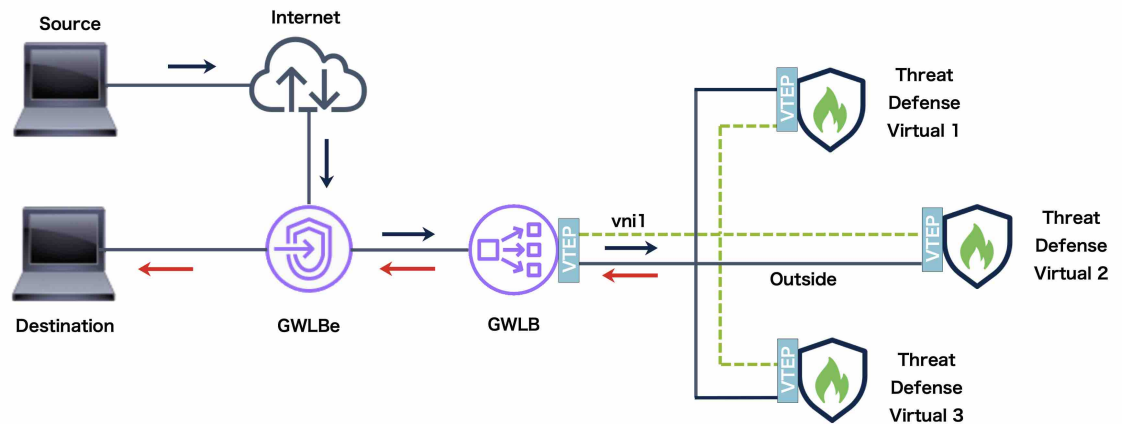 Source
Internet
VTEP
Threat
Defense
Virtual 1
vni1
VTEP
VTEP
Threat
Defense
Virtual 2
Outside
Destination
GWLBe
GWLB
VTEP
Threat
Defense
Virtual 3